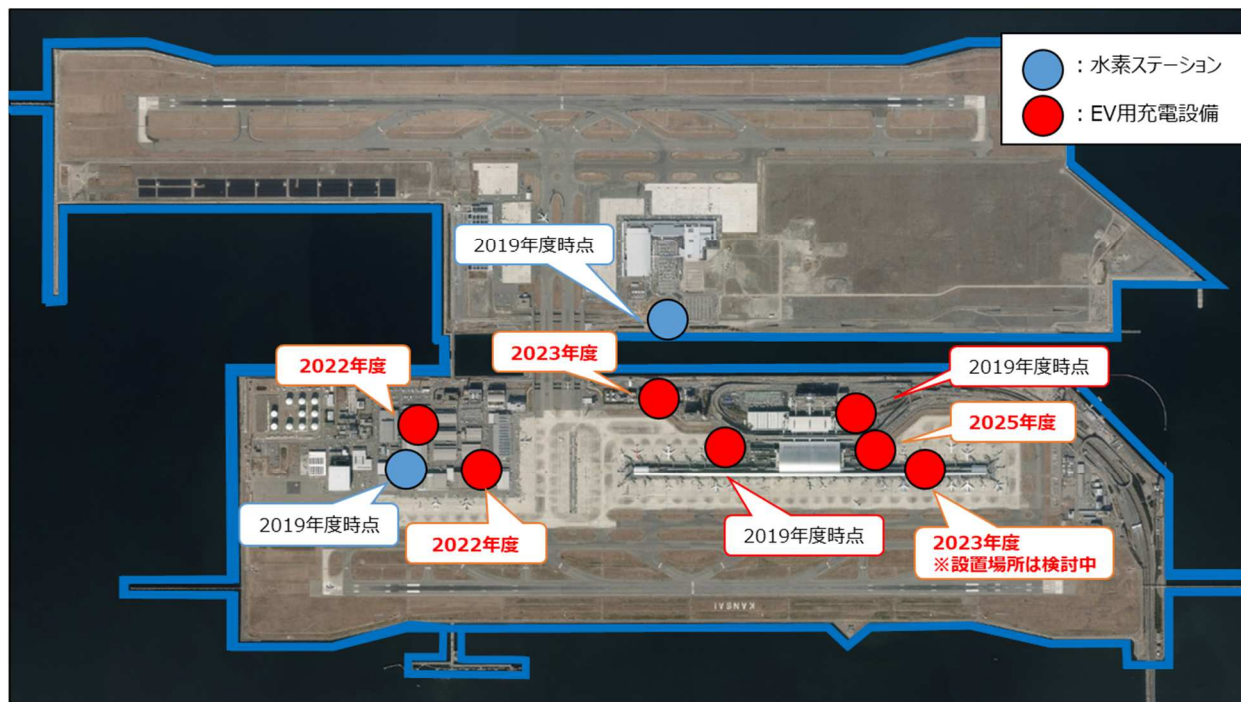 ：水素ステーション
：EV用充電設備
2019年度時点
2022年度
2023年度
2019年度時点
2025年度
2019年度時点
2022年度
2019年度時点
2023年度
※設置場所は検討中
KANSAI